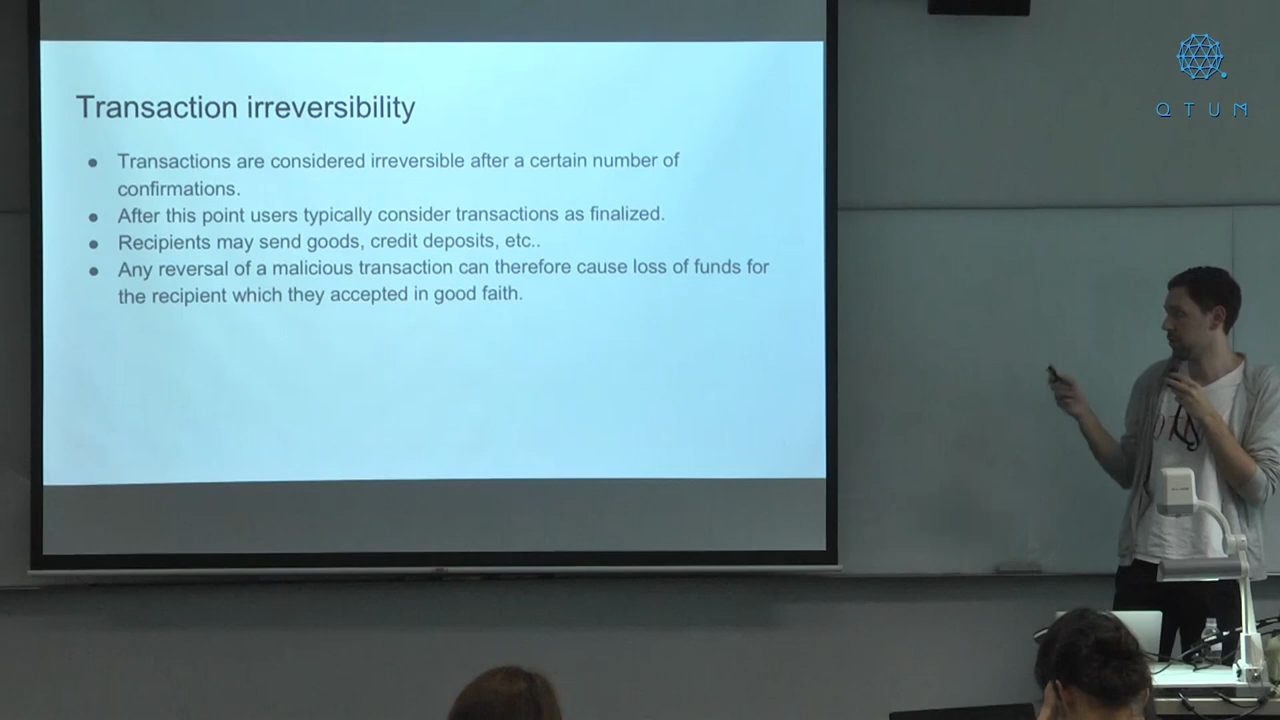 Transaction irreversibility
● Transactions are considered irreversible after a certain number of
confirmations.
● After this point users typically consider transactions as finalized.
● Recipients may send goods, credit deposits, etc..
● Any reversal of a malicious transaction can therefore cause loss of funds for
the recipient which they accepted in good faith.
QTUM